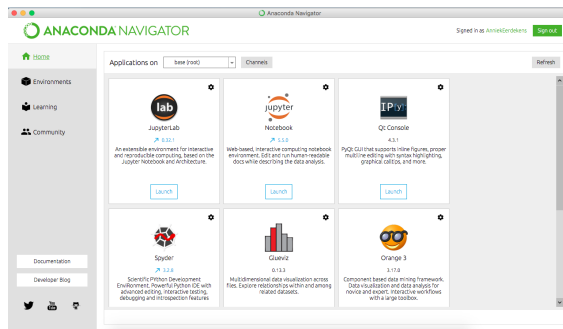 Anaconda Navigator
ANACONDA NAVIGATOR
Signed in as AnniekEerdekens
Sign out
Home
Environments
Learning
Community
Documentation
Developer Blog
You
Tube
Applications on
base (root)
Channels
Refresh
lab
JupyterLab
0.32.1
An extensible environment for interactive
and reproducible computing, based on the
Jupyter Notebook and Architecture.
Launch
jupyter
Notebook
5.5.0
Web-based, interactive computing notebook
environment. Edit and run human-readable
docs while describing the data analysis.
Launch
IP[y]:
Qt Console
4.3.1
PyQt GUI that supports inline figures, proper
multiline editing with syntax highlighting,
graphical calltips, and more.
Launch
Spyder
3.2.8
Scientific PYthon Development
EnviRonment. Powerful Python IDE with
advanced editing, interactive testing,
debugging and introspection features
Glueviz
0.13.3
Multidimensional data visualization across
files. Explore relationships within and among
related datasets.
Orange 3
3.17.0
Component based data mining framework.
Data visualization and data analysis for
novice and expert. Interactive workflows
with a large toolbox.